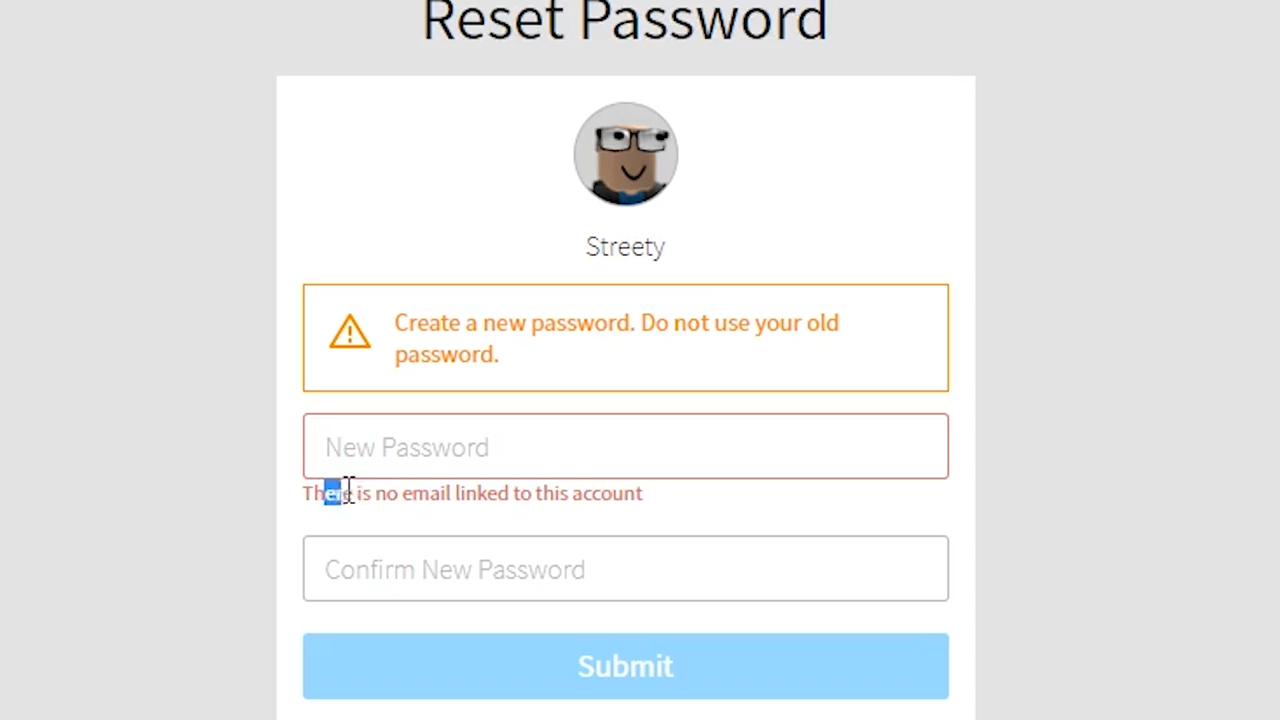 Reset Password
Streety
Create a new password. Do not use your old
password.
New Password
There is no email linked to this account
Confirm New Password
Submit